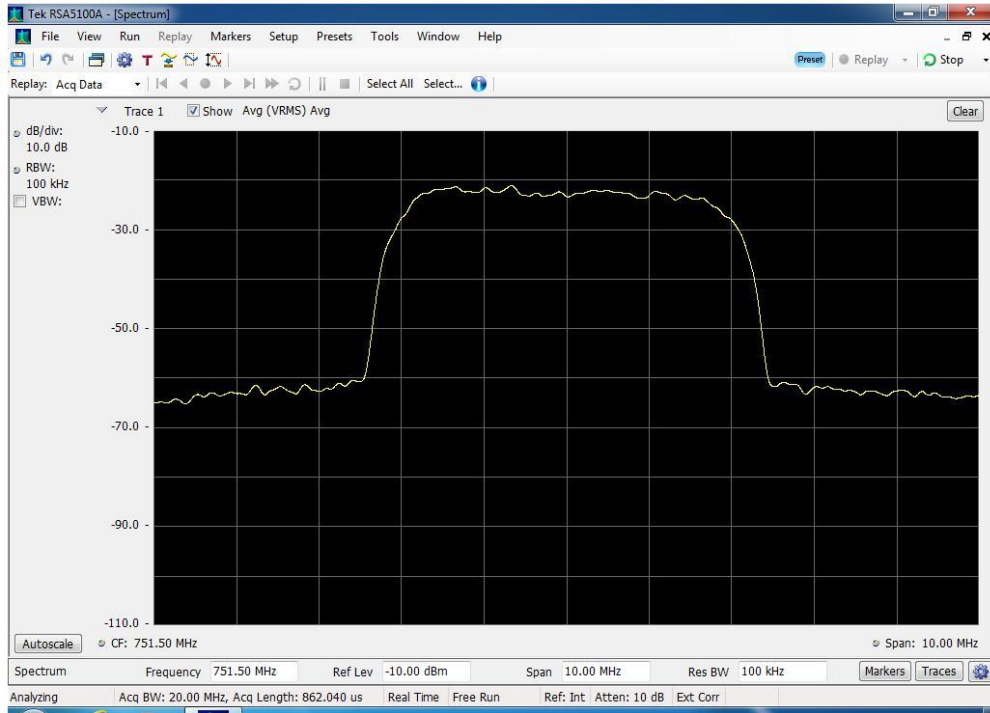 Tek RSA5100A - [Spectrum]
File View Run Replay Markers Setup Presets Tools Window Help
T Preset Replay Stop
Replay: Acq Data Select All Select...
Trace 1 Show Avg (VRMS) Avg Clear
dB/div:
10.0 dB
RBW:
100 kHz
VBW:
-10.0
-30.0
-50.0
-70.0
-90.0
-110.0
Autoscale CF: 751.50 MHz Span: 10.00 MHz
Spectrum Frequency 751.50 MHz Ref Lev -10.00 dBm Span 10.00 MHz Res BW 100 kHz Markers Traces
Analyzing Acq BW: 20.00 MHz, Acq Length: 862.040 us Real Time Free Run Ref: Int Atten: 10 dB Ext Corr